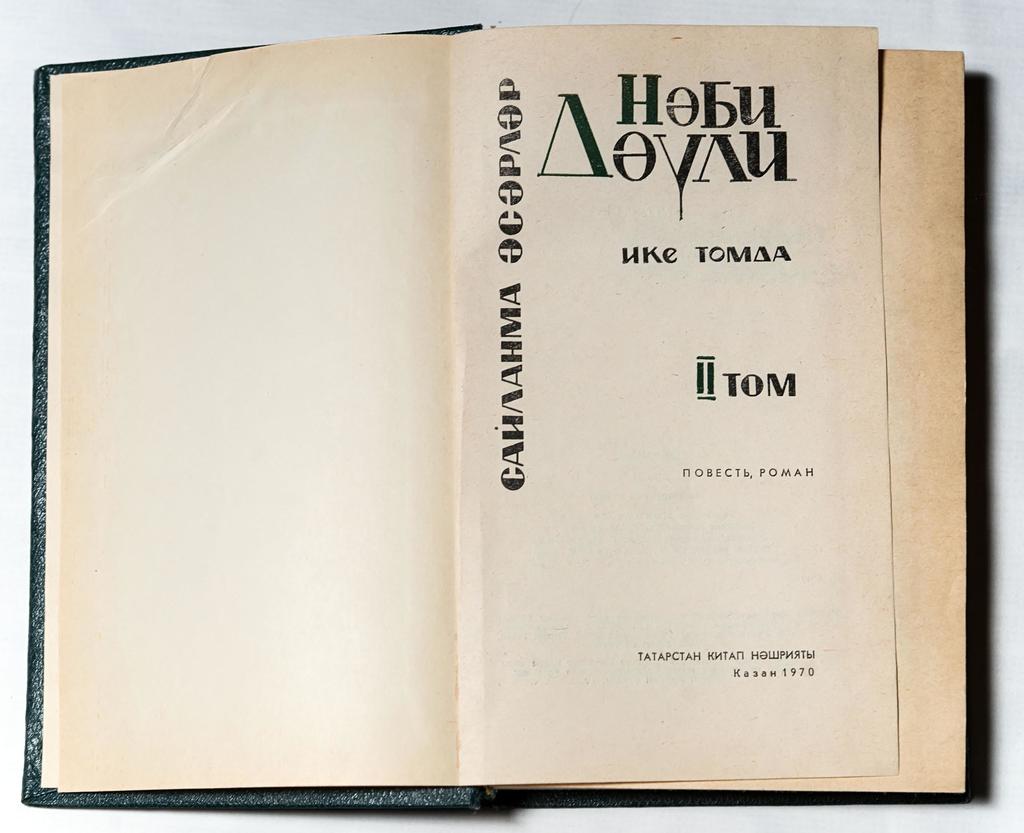 Нәби
Дәүли
САЙЛАНМА ӘСӘРЛӘР
ике томда
II том
ПОВЕСТЬ, РОМАН
ТАТАРСТАН КИТАП НӘШРИЯТЫ
Казан 1970